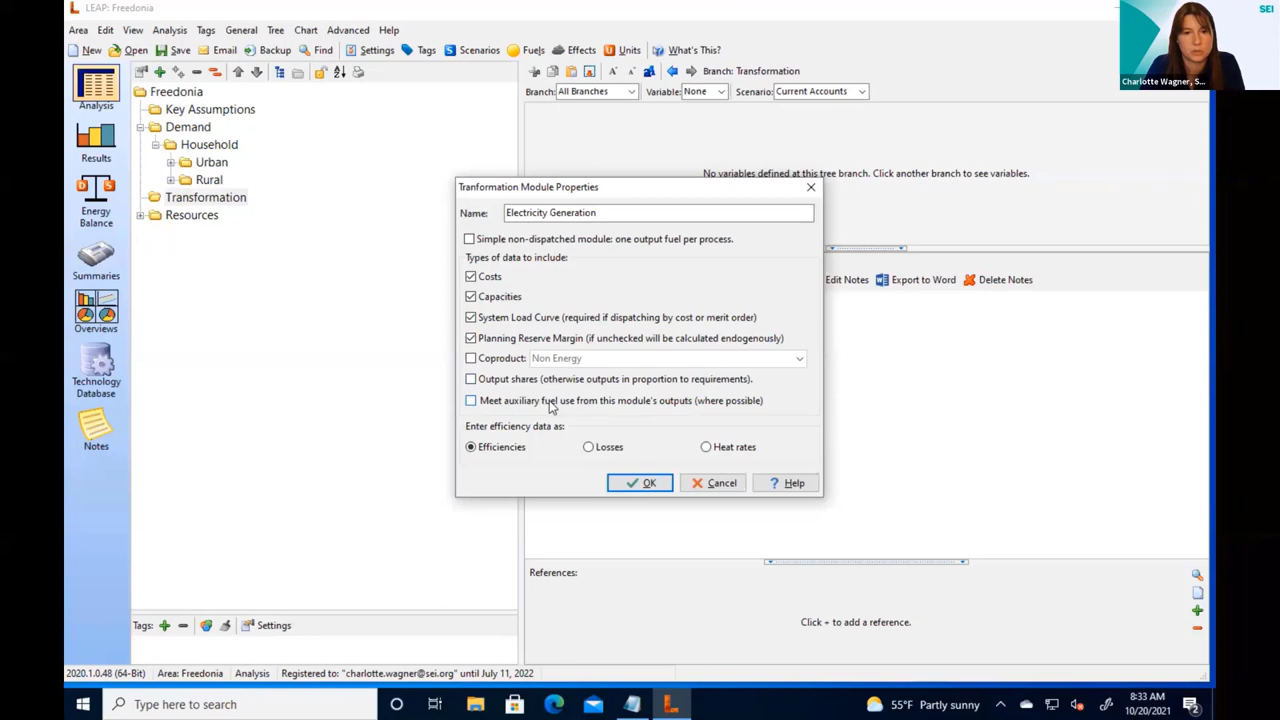 LEAP: Freedonia
SEI
Charlotte Wagner, S...
Area Edit View Analysis Tags General Tree Chart Advanced Help
New Open Save Email Backup Find Settings Tags Scenarios Fuels Effects Units What's This?
Branch: Transformation
Branch: All Branches Variable: None Scenario: Current Accounts
Analysis
Results
Energy
Balance
Summaries
Overviews
Technology
Database
Notes
Freedonia
Key Assumptions
Demand
Household
Urban
Rural
Transformation
Resources
No variables defined at this tree branch. Click another branch to see variables.
Tranformation Module Properties
Name: Electricity Generation
Simple non-dispatched module: one output fuel per process.
Types of data to include:
Costs
Capacities
System Load Curve (required if dispatching by cost or merit order)
Planning Reserve Margin (if unchecked will be calculated endogenously)
Coproduct: Non Energy
Output shares (otherwise outputs in proportion to requirements).
Meet auxiliary fuel use from this module's outputs (where possible)
Enter efficiency data as:
Efficiencies Losses Heat rates
OK Cancel Help
Edit Notes Export to Word Delete Notes
References:
Click + to add a reference.
Tags: Settings
2020.1.0.48 (64-Bit) Area: Freedonia Analysis Registered to: "charlotte.wagner@sei.org" until July 11, 2022
Type here to search
55°F Partly sunny
8:33 AM
10/20/2021
2